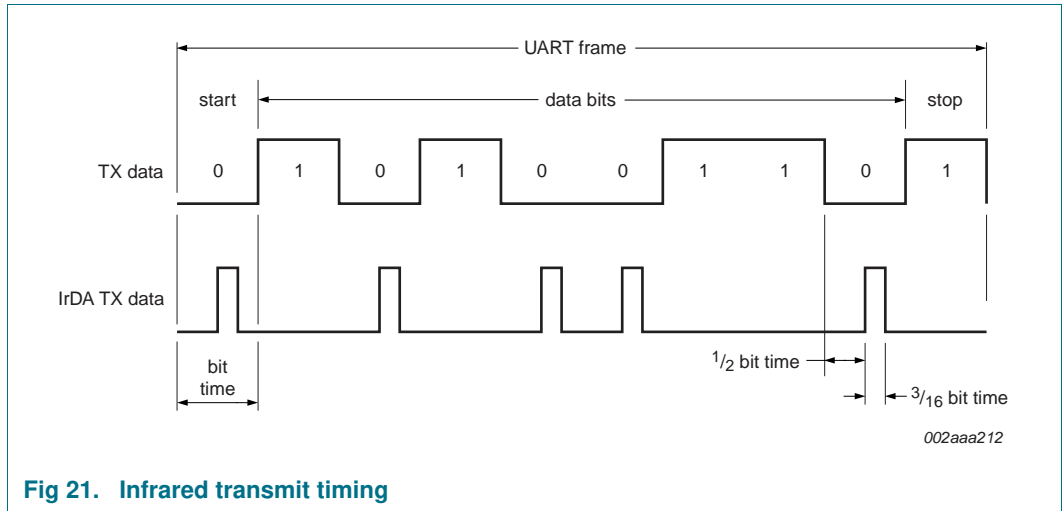 UART frame
start data bits stop
TX data 0 1 0 1 0 0 1 1 0 1
IrDA TX data
bit
time
1/2 bit time
3/16 bit time
002aaa212
Fig 21. Infrared transmit timing